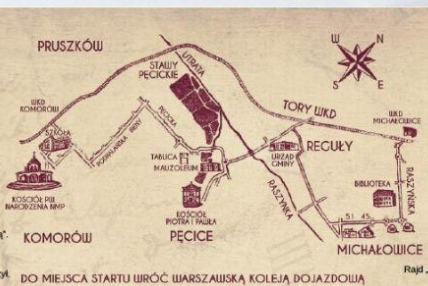 PRUSZKÓW
W N
S E
STAWY
PĘCICKIE
UTRATA
WKD
KOMORÓW
TORY WKD
WKD
MICHAŁOWICE
SZKOŁA
PĘCICKA
TABLICA
MAUZOLEUM
URZĄD
GMINY
REGUŁY
RASZYŃSKA
BIBLIOTEKA
RASZYNKA
KOŚCIÓŁ PW.
NARODZENIA NMP
KOŚCIÓŁ
PIOTRA I PAWŁA
KOMORÓW
PĘCICE
MICHAŁOWICE
Rajd
DO MIEJSCA STARTU WRÓĆ WARSZAWSKĄ KOLEJĄ DOJAZDOWĄ